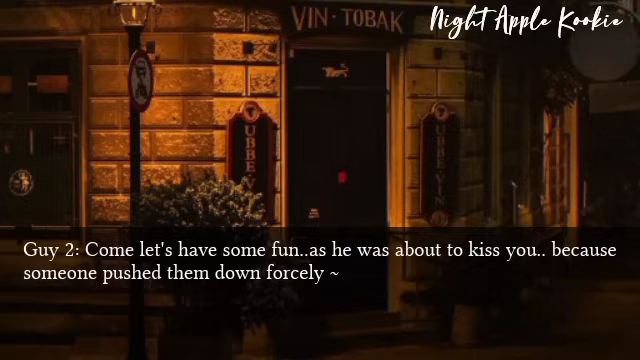 Night Apple Kookie
VIN · TOBAK
Guy 2: Come let's have some fun..as he was about to kiss you.. because
someone pushed them down forcely ~